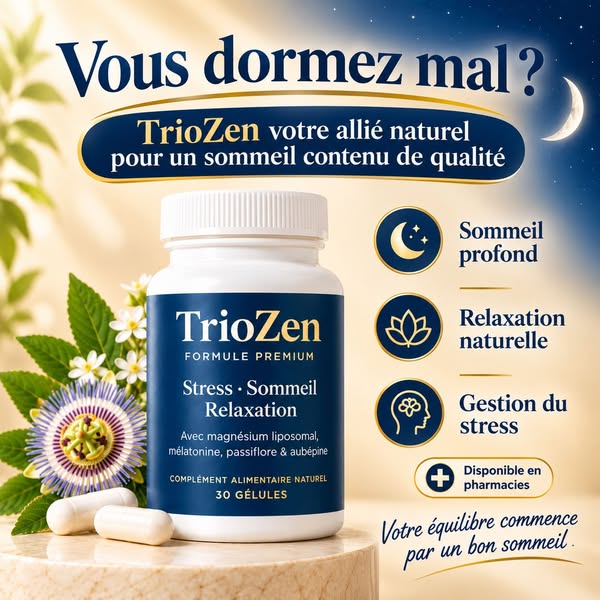 Vous dormez mal ?
TrioZen votre allié naturel
pour un sommeil contenu de qualité
Sommeil
profond
Relaxation
naturelle
Gestion du
stress
Disponible en
pharmacies
Votre équilibre commence
par un bon sommeil.
TrioZen
FORMULE PREMIUM
Stress · Sommeil
Relaxation
Avec magnésium liposomal,
mélatonine, passiflore & aubépine
COMPLÉMENT ALIMENTAIRE NATUREL
30 GÉLULES